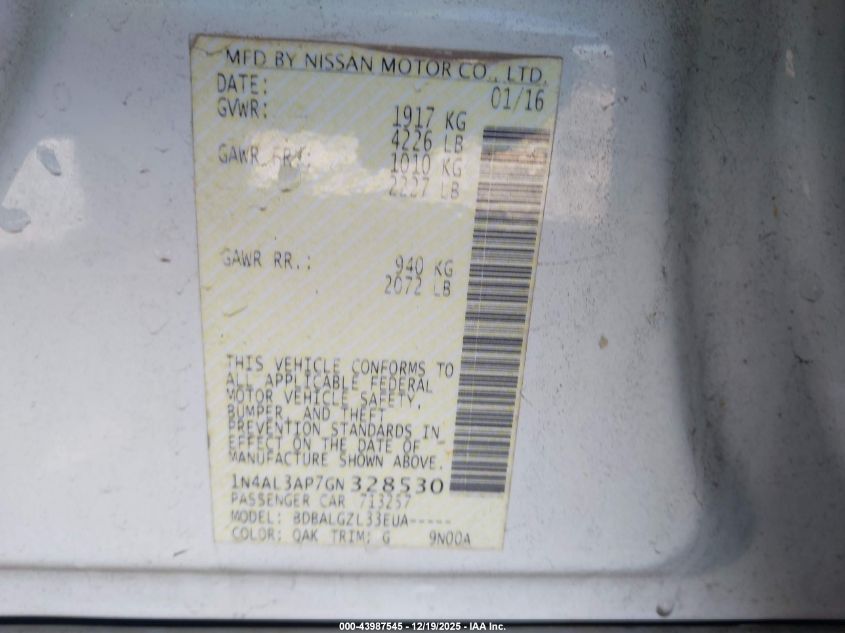 MFD BY NISSAN MOTOR CO., LTD.
DATE: 01/16
GVWR: 1917 KG
4226 LB
GAWR FRT: 1010 KG
2227 LB
GAWR RR.: 940 KG
2072 LB
THIS VEHICLE CONFORMS TO
ALL APPLICABLE FEDERAL
MOTOR VEHICLE SAFETY,
BUMPER, AND THEFT
PREVENTION STANDARDS IN
EFFECT ON THE DATE OF
MANUFACTURE SHOWN ABOVE.
1N4AL3AP7GN328530
PASSENGER CAR 713257
MODEL: BDBALGZL33EUA-----
COLOR: QAK TRIM: G 9N00A
000-43987545 - 12/19/2025 - IAA Inc.